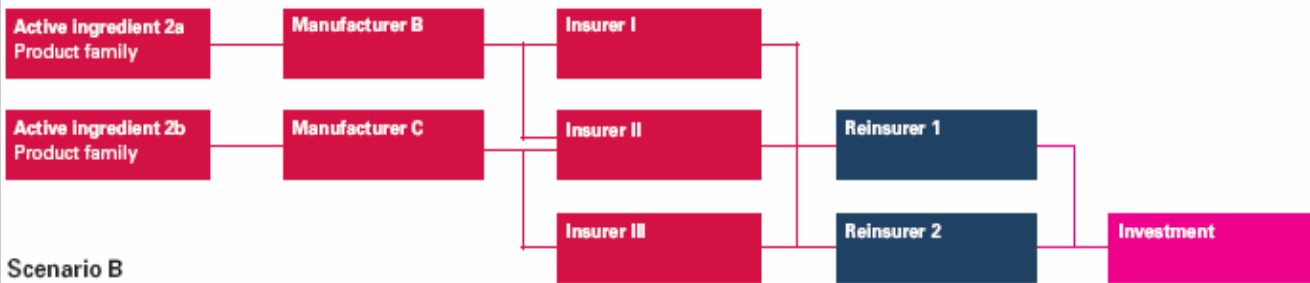 Active ingredient 2a
Product family
Manufacturer B
Insurer I
Active ingredient 2b
Product family
Manufacturer C
Insurer II
Reinsurer 1
Insurer III
Reinsurer 2
Investment
Scenario B